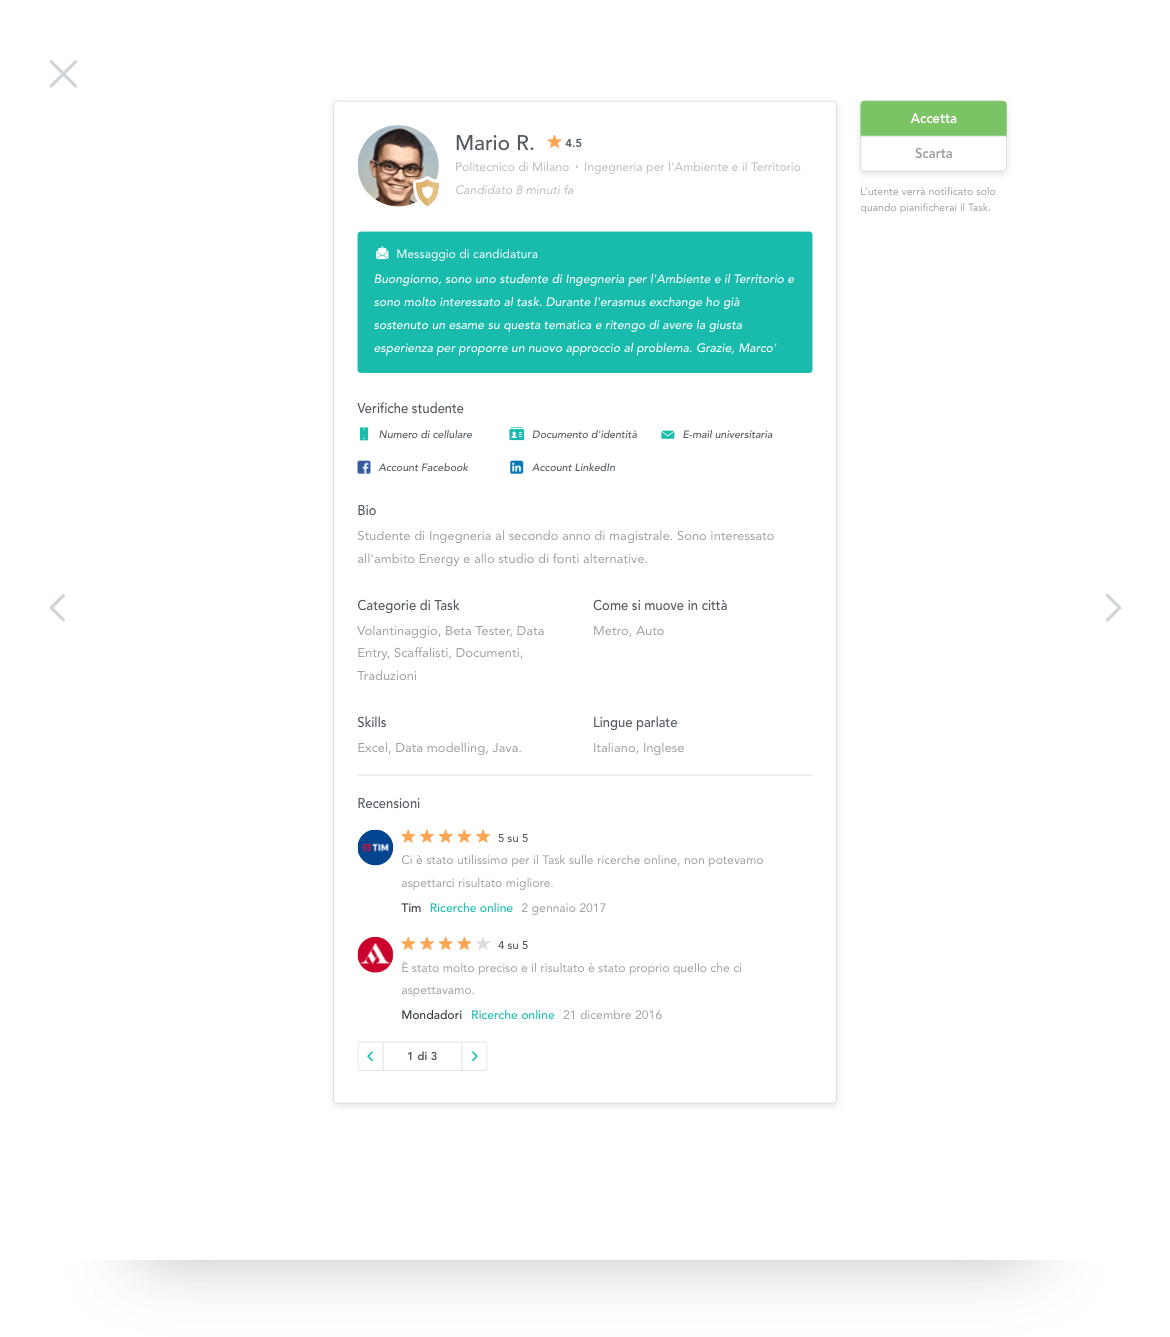 Mario R. 4.5
Politecnico di Milano • Ingegneria per l'Ambiente e il Territorio
Candidato 8 minuti fa
Accetta
Scarta
L'utente verrà notificato solo
quando pianificherai il Task.
Messaggio di candidatura
Buongiorno, sono uno studente di Ingegneria per l'Ambiente e il Territorio e
sono molto interessato al task. Durante l'erasmus exchange ho già
sostenuto un esame su questa tematica e ritengo di avere la giusta
esperienza per proporre un nuovo approccio al problema. Grazie, Marco'
Verifiche studente
Numero di cellulare Documento d'identità E-mail universitaria
Account Facebook Account LinkedIn
Bio
Studente di Ingegneria al secondo anno di magistrale. Sono interessato
all'ambito Energy e allo studio di fonti alternative.
Categorie di Task
Volantinaggio, Beta Tester, Data
Entry, Scaffalisti, Documenti,
Traduzioni
Come si muove in città
Metro, Auto
Skills
Excel, Data modelling, Java.
Lingue parlate
Italiano, Inglese
Recensioni
TIM
5 su 5
Ci è stato utilissimo per il Task sulle ricerche online, non potevamo
aspettarci risultato migliore.
Tim Ricerche online 2 gennaio 2017
4 su 5
È stato molto preciso e il risultato è stato proprio quello che ci
aspettavamo.
Mondadori Ricerche online 21 dicembre 2016
1 di 3